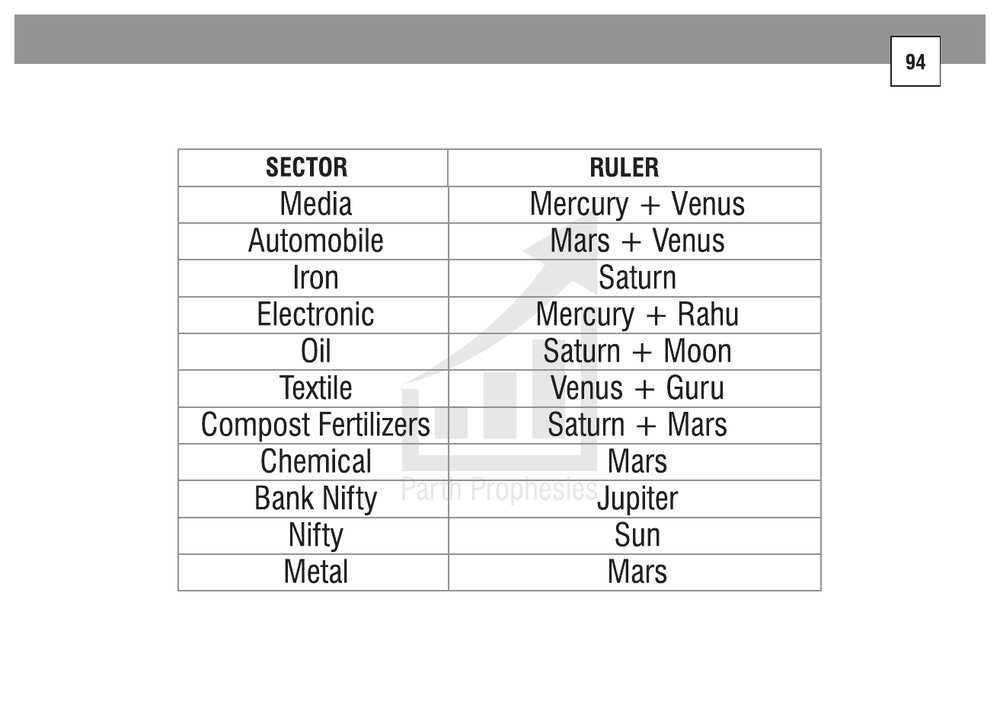 94
SECTOR RULER
Media Mercury + Venus
Automobile Mars + Venus
Iron Saturn
Electronic Mercury + Rahu
Oil Saturn + Moon
Textile Venus + Guru
Compost Fertilizers Saturn + Mars
Chemical Mars
Bank Nifty Jupiter
Parth Prophesies
Nifty Sun
Metal Mars